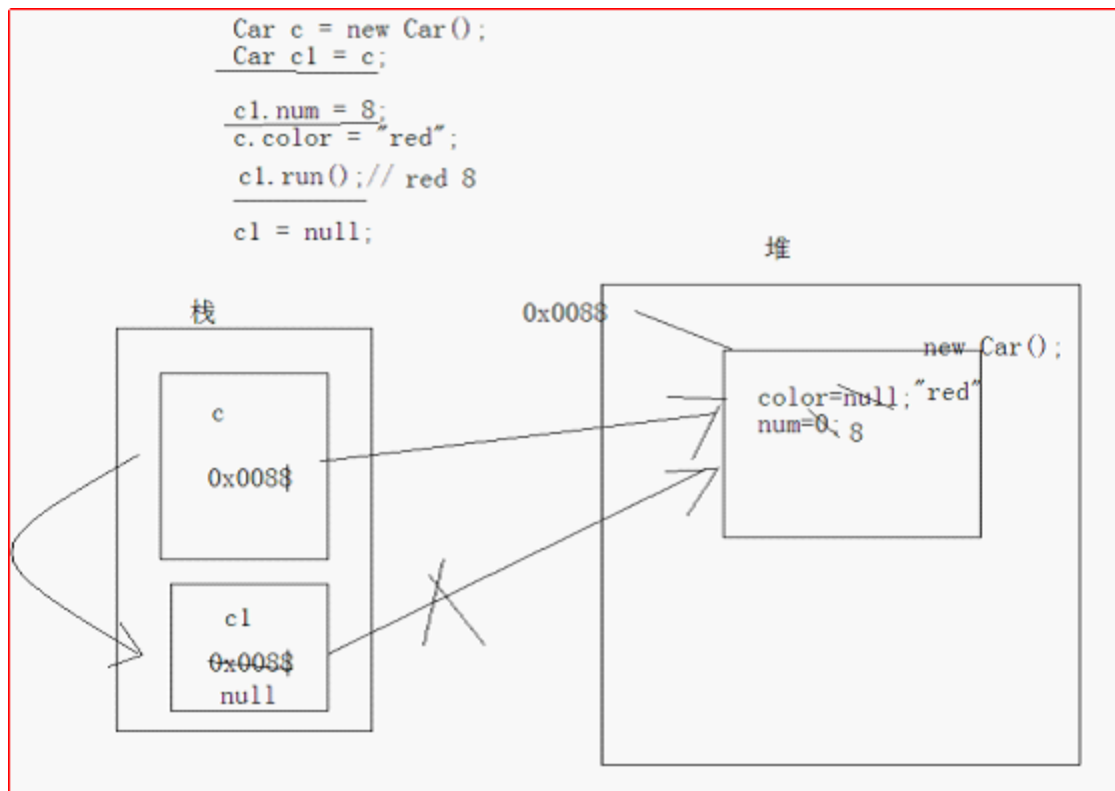 Car c = new Car();
Car c1 = c;
c1.num = 8;
c.color = "red";
c1.run();// red 8
c1 = null;
堆
栈
0x0088
new Car();
c
color=null;"red"
num=0; 8
0x0088
c1
0x0088
null